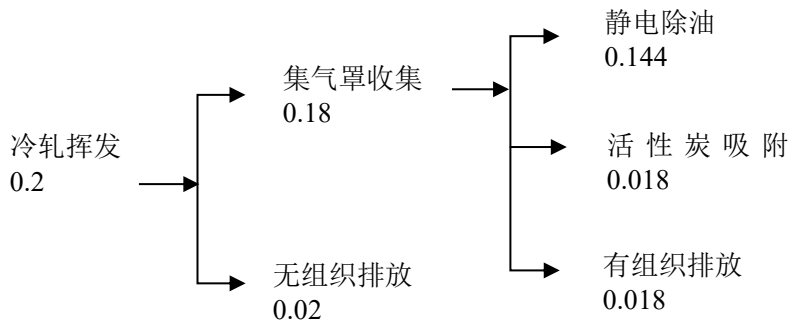 静电除油
0.144
集气罩收集
0.18
冷轧挥发
0.2
活性炭吸附
0.018
无组织排放
0.02
有组织排放
0.018